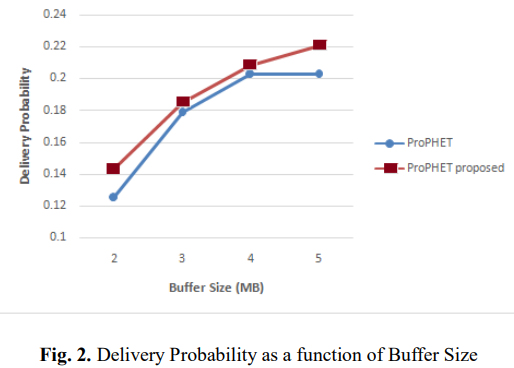 0.24
0.22
0.2
0.18
0.16
0.14
0.12
0.1
Delivery Probability
2 3 4 5
Buffer Size (MB)
ProPHET
ProPHET proposed
Fig. 2. Delivery Probability as a function of Buffer Size